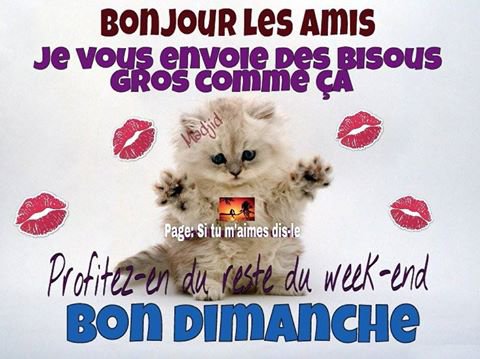 BONJOUR LES AMIS
Je vous envoie des Bisous
GROS COMME ÇA
Madjid
Page: Si tu m'aimes dis-le
Profitez-en du reste du week-end
BON DIMANCHE